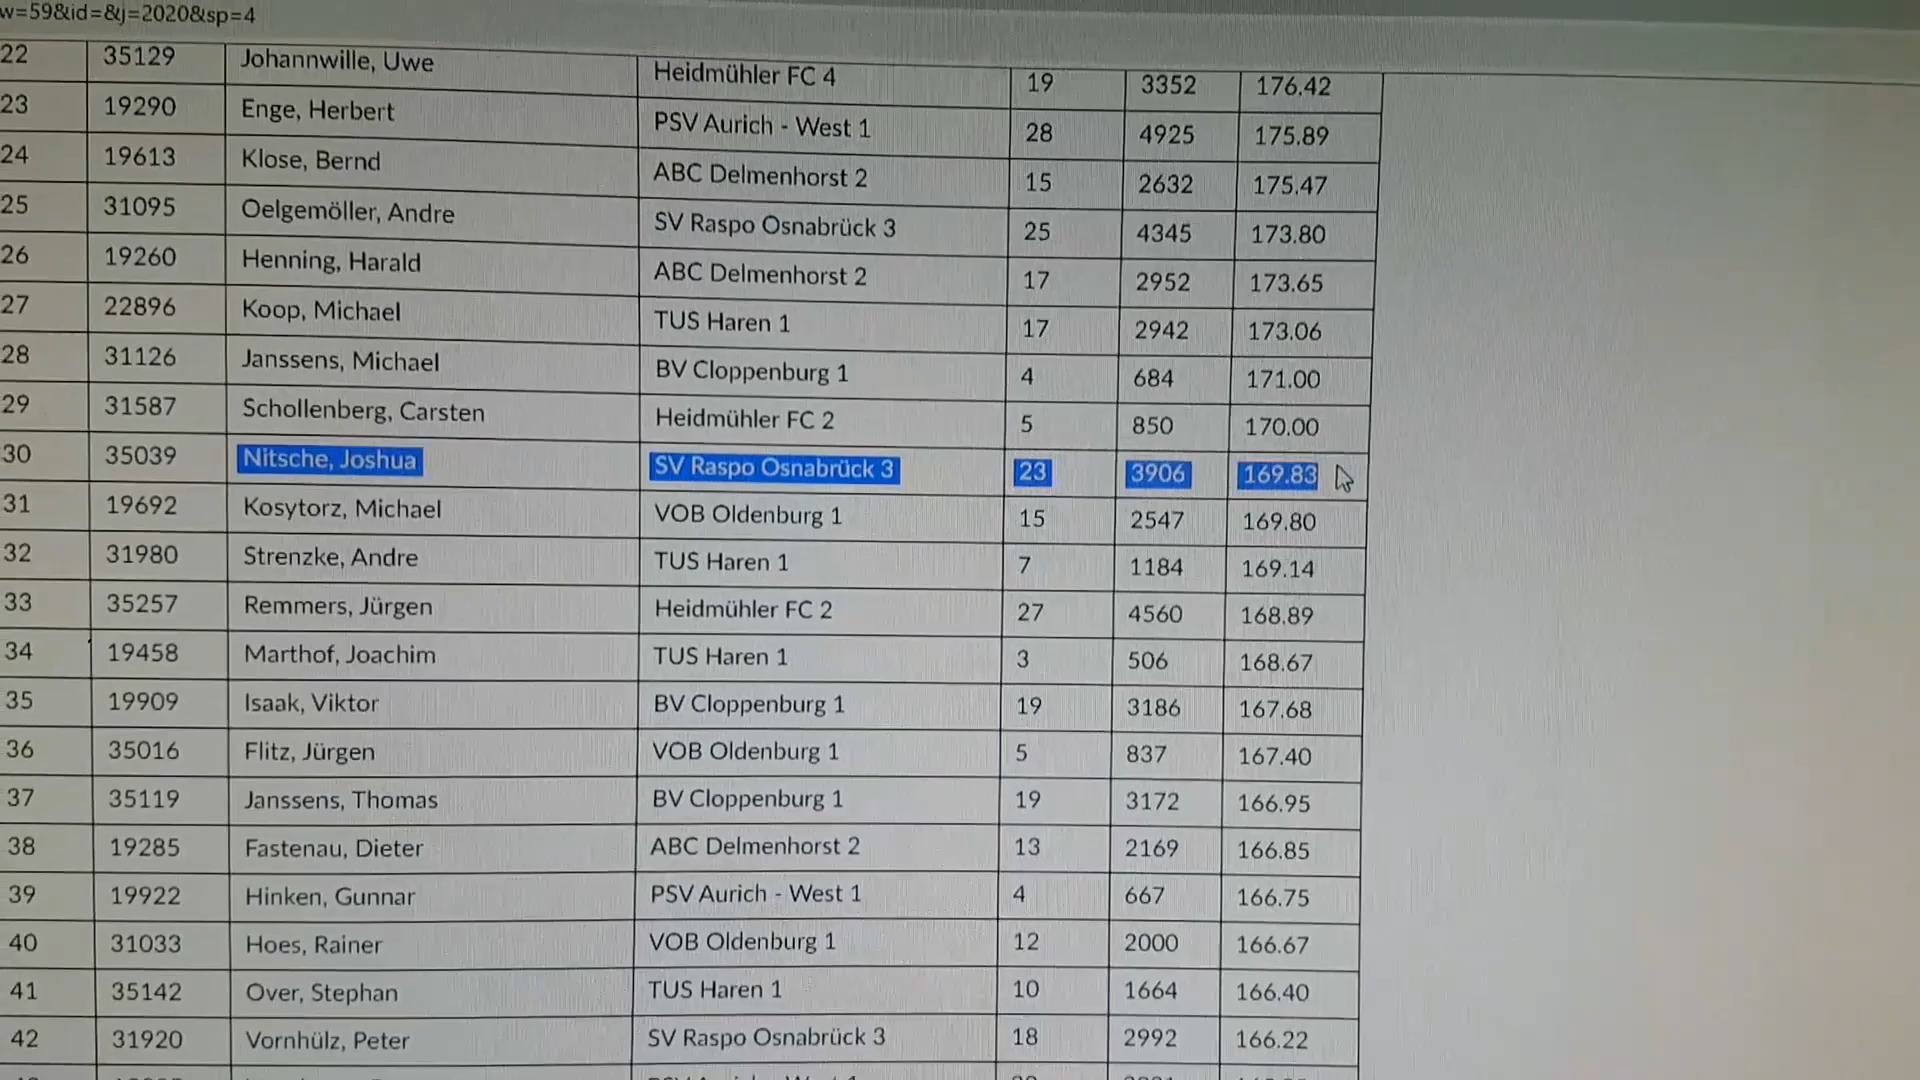 w=59&id=&j=2020&sp=4
22 35129 Johannwille, Uwe Heidmühler FC 4 19 3352 176.42
23 19290 Enge, Herbert PSV Aurich - West 1 28 4925 175.89
24 19613 Klose, Bernd ABC Delmenhorst 2 15 2632 175.47
25 31095 Oelgemöller, Andre SV Raspo Osnabrück 3 25 4345 173.80
26 19260 Henning, Harald ABC Delmenhorst 2 17 2952 173.65
27 22896 Koop, Michael TUS Haren 1 17 2942 173.06
28 31126 Janssens, Michael BV Cloppenburg 1 4 684 171.00
29 31587 Schollenberg, Carsten Heidmühler FC 2 5 850 170.00
30 35039 Nitsche, Joshua SV Raspo Osnabrück 3 23 3906 169.83
31 19692 Kosytorz, Michael VOB Oldenburg 1 15 2547 169.80
32 31980 Strenzke, Andre TUS Haren 1 7 1184 169.14
33 35257 Remmers, Jürgen Heidmühler FC 2 27 4560 168.89
34 19458 Marthof, Joachim TUS Haren 1 3 506 168.67
35 19909 Isaak, Viktor BV Cloppenburg 1 19 3186 167.68
36 35016 Flitz, Jürgen VOB Oldenburg 1 5 837 167.40
37 35119 Janssens, Thomas BV Cloppenburg 1 19 3172 166.95
38 19285 Fastenau, Dieter ABC Delmenhorst 2 13 2169 166.85
39 19922 Hinken, Gunnar PSV Aurich - West 1 4 667 166.75
40 31033 Hoes, Rainer VOB Oldenburg 1 12 2000 166.67
41 35142 Over, Stephan TUS Haren 1 10 1664 166.40
42 31920 Vornhülz, Peter SV Raspo Osnabrück 3 18 2992 166.22